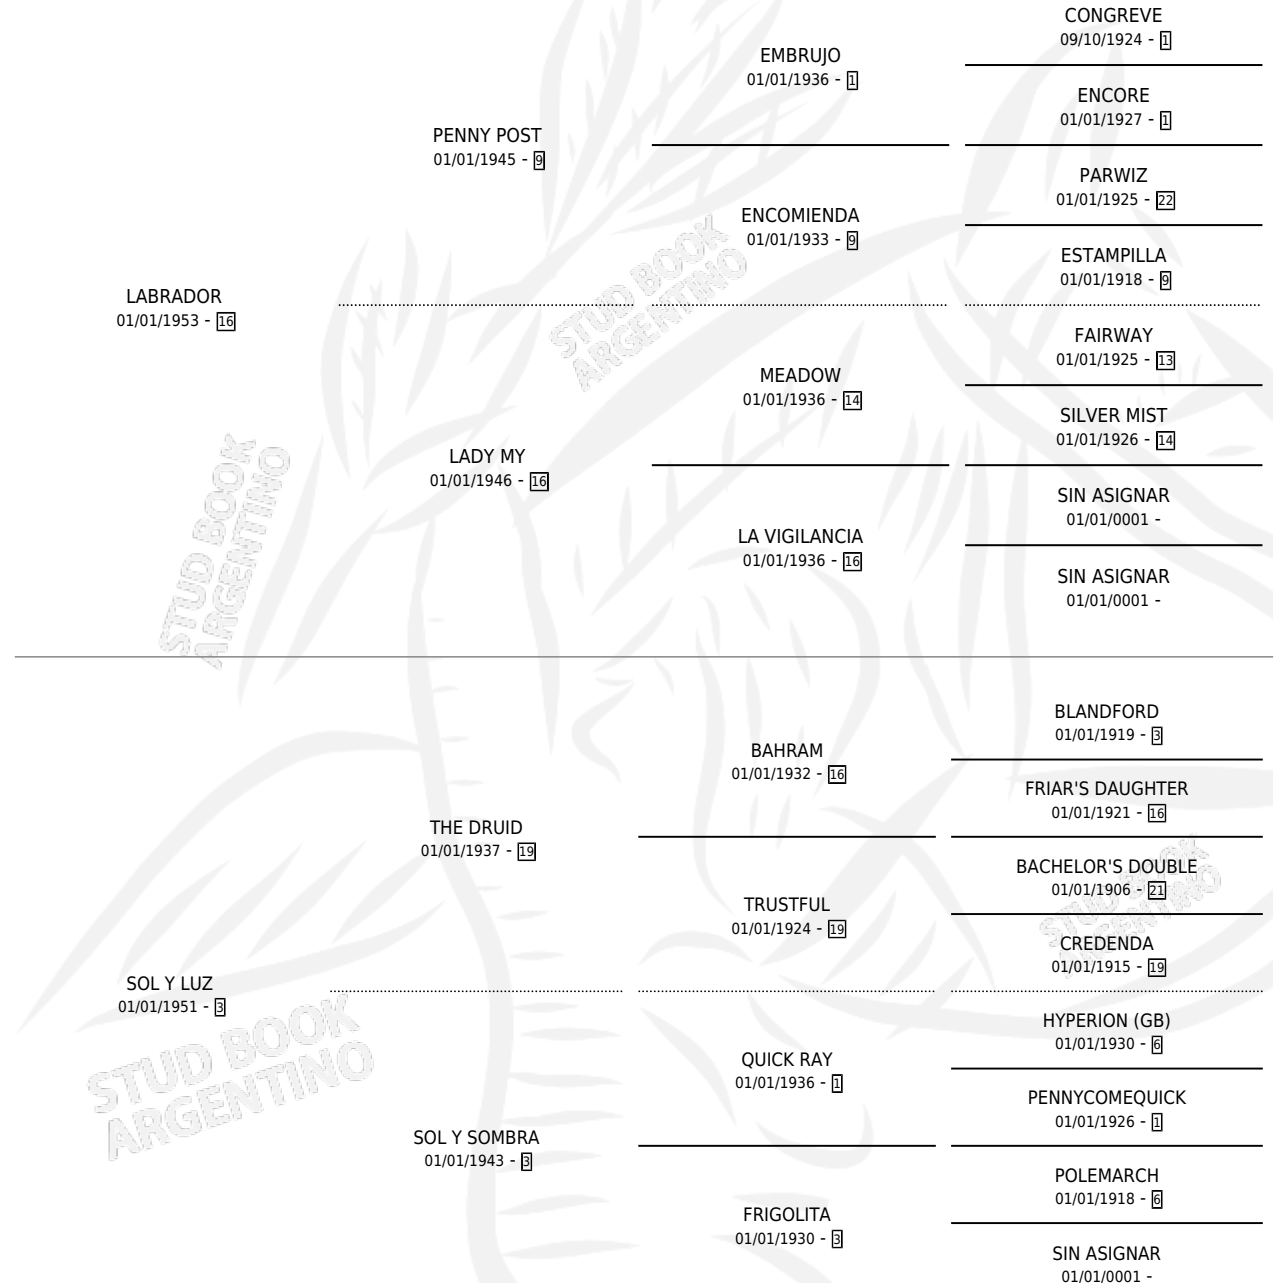 CONGREVE
09/10/1924 - 1
EMBRUJO
01/01/1936 - 1
ENCORE
01/01/1927 - 1
PENNY POST
01/01/1945 - 9
PARWIZ
01/01/1925 - 22
ENCOMIENDA
01/01/1933 - 9
ESTAMPILLA
01/01/1918 - 9
LABRADOR
01/01/1953 - 16
FAIRWAY
01/01/1925 - 13
MEADOW
01/01/1936 - 14
SILVER MIST
01/01/1926 - 14
LADY MY
01/01/1946 - 16
SIN ASIGNAR
01/01/0001 -
LA VIGILANCIA
01/01/1936 - 16
SIN ASIGNAR
01/01/0001 -
BLANDFORD
01/01/1919 - 3
BAHRAM
01/01/1932 - 16
FRIAR'S DAUGHTER
01/01/1921 - 16
THE DRUID
01/01/1937 - 19
BACHELOR'S DOUBLE
01/01/1906 - 21
TRUSTFUL
01/01/1924 - 19
CREDENDA
01/01/1915 - 19
SOL Y LUZ
01/01/1951 - 3
HYPERION (GB)
01/01/1930 - 6
QUICK RAY
01/01/1936 - 1
PENNYCOMEQUICK
01/01/1926 - 1
SOL Y SOMBRA
01/01/1943 - 3
POLEMARCH
01/01/1918 - 6
FRIGOLITA
01/01/1930 - 3
SIN ASIGNAR
01/01/0001 -
STUD BOOK
ARGENTINO
STUD BOOK
ARGENTINO
STUD BOOK
ARGENTINO
STUD BOOK
ARGENTINO